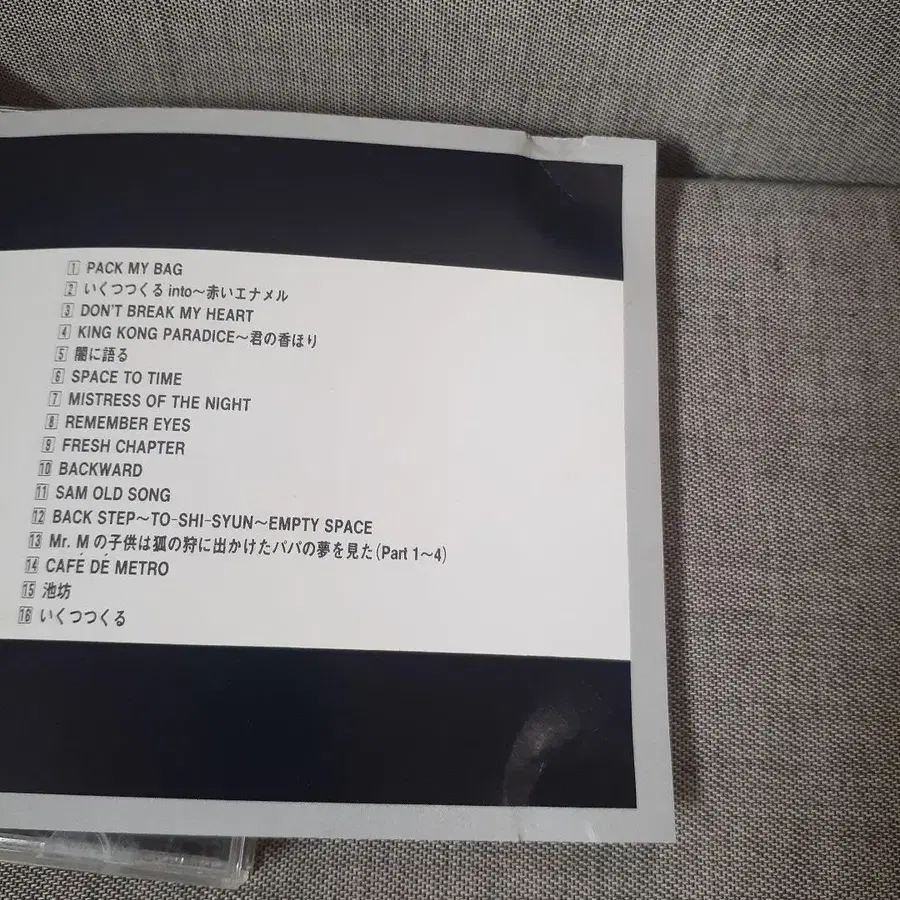 1 PACK MY BAG
2 いくつつくる into～赤いエナメル
3 DON'T BREAK MY HEART
4 KING KONG PARADICE～君の香ほり
5 闇に語る
6 SPACE TO TIME
7 MISTRESS OF THE NIGHT
8 REMEMBER EYES
9 FRESH CHAPTER
10 BACKWARD
11 SAM OLD SONG
12 BACK STEP～TO-SHI-SYUN～EMPTY SPACE
13 Mr. M の子供は狐の狩に出かけたパパの夢を見た(Part 1～4)
14 CAFÉ DÉ METRO
15 池坊
16 いくつつくる